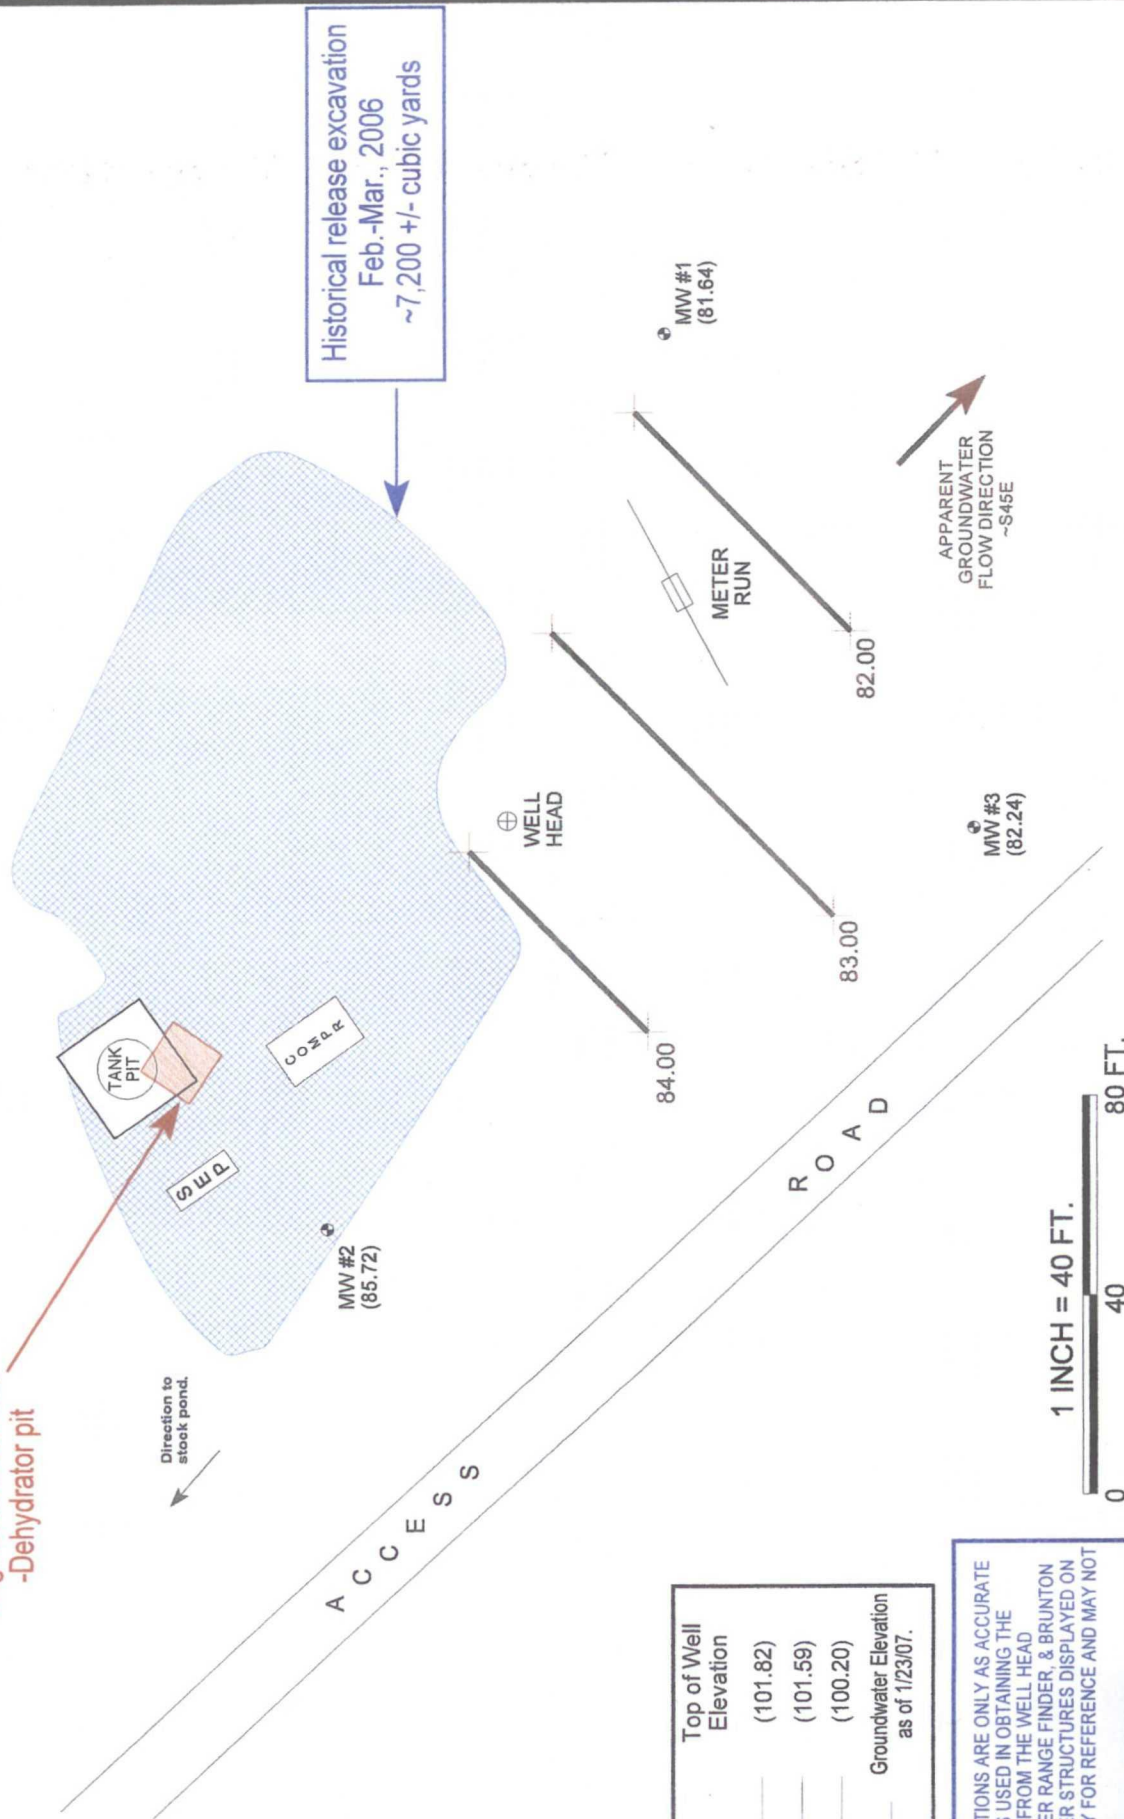 -Dehydrator pit
Direction to
stock pond.
Historical release excavation
Feb.-Mar., 2006
~7,200 +/- cubic yards
TANK
PIT
SEP
COMPR
MW #2
(85.72)
WELL
HEAD
84.00
83.00
82.00
METER
RUN
MW #1
(81.64)
MW #3
(82.24)
APPARENT
GROUNDWATER
FLOW DIRECTION
~S45E
ACCESS
ROAD
1 INCH = 40 FT.
0 40 80 FT.
Top of Well
Elevation
(101.82)
(101.59)
(100.20)
Groundwater Elevation
as of 1/23/07.
ARE ONLY AS ACCURATE
USED IN OBTAINING THE
FROM THE WELL HEAD
RANGE FINDER, & BRUNTON
STRUCTURES DISPLAYED ON
FOR REFERENCE AND MAY NOT